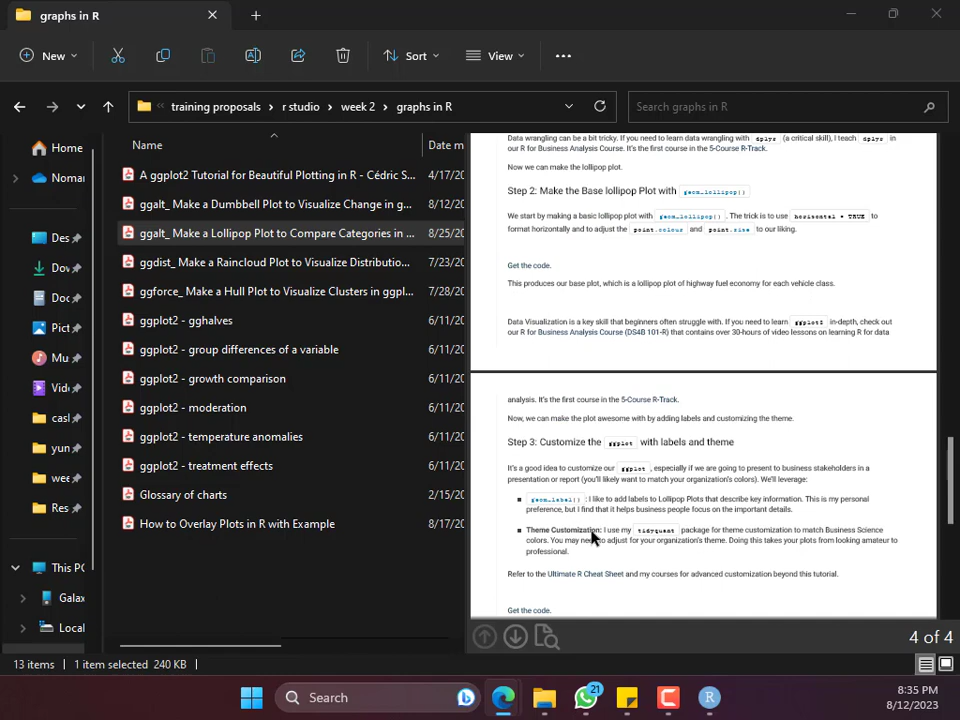 graphs in R
New
Sort
View
training proposals
r studio
week 2
graphs in R
Search graphs in R
Home
Noman
Des
Dov
Doc
Pict
Mu
Vid
casl
yun
wee
Res
This PC
Galax
Local
Name
Date m
A ggplot2 Tutorial for Beautiful Plotting in R - Cédric S...
4/17/20
ggalt_ Make a Dumbbell Plot to Visualize Change in g...
8/12/20
ggalt_ Make a Lollipop Plot to Compare Categories in ...
8/25/20
ggdist_ Make a Raincloud Plot to Visualize Distributio...
7/23/20
ggforce_ Make a Hull Plot to Visualize Clusters in ggpl...
7/28/20
ggplot2 - gghalves
6/11/20
ggplot2 - group differences of a variable
6/11/20
ggplot2 - growth comparison
6/11/20
ggplot2 - moderation
6/11/20
ggplot2 - temperature anomalies
6/11/20
ggplot2 - treatment effects
6/11/20
Glossary of charts
2/15/20
How to Overlay Plots in R with Example
8/17/20
Data wrangling can be a bit tricky. If you need to learn data wrangling with dplyr (a critical skill), I teach dplyr in
our R for Business Analysis Course. It's the first course in the 5-Course R-Track.
Now we can make the lollipop plot.
Step 2: Make the Base lollipop Plot with geom_lollipop()
We start by making a basic lollipop plot with geom_lollipop() . The trick is to use horizontal = TRUE to
format horizontally and to adjust the point.colour and point.size to our liking.
Get the code.
This produces our base plot, which is a lollipop plot of highway fuel economy for each vehicle class.
Data Visualization is a key skill that beginners often struggle with. If you need to learn ggplot2 in-depth, check out
our R for Business Analysis Course (DS4B 101-R) that contains over 30-hours of video lessons on learning R for data
analysis. It's the first course in the 5-Course R-Track.
Now, we can make the plot awesome with by adding labels and customizing the theme.
Step 3: Customize the ggplot with labels and theme
It's a good idea to customize our ggplot , especially if we are going to present to business stakeholders in a
presentation or report (you'll likely want to match your organization's colors). We'll leverage:
geom_label() : I like to add labels to Lollipop Plots that describe key information. This is my personal
preference, but I find that it helps business people focus on the important details.
Theme Customization: I use my tidyquant package for theme customization to match Business Science
colors. You may need to adjust for your organization's theme. Doing this takes your plots from looking amateur to
professional.
Refer to the Ultimate R Cheat Sheet and my courses for advanced customization beyond this tutorial.
Get the code.
4 of 4
13 items
1 item selected 240 KB
Search
21
R
8:35 PM
8/12/2023